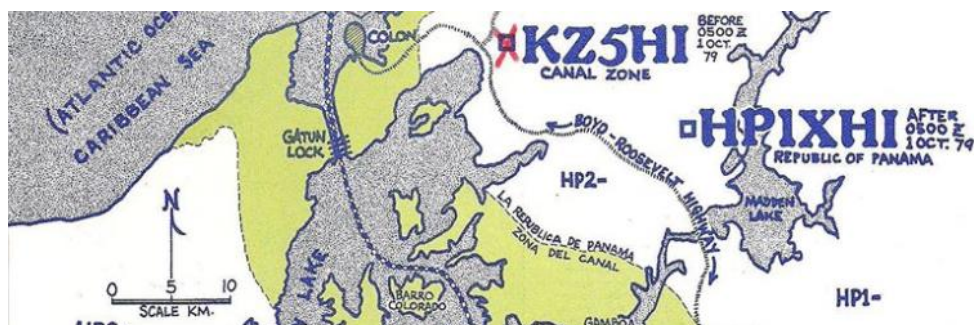 (ATLANTIC OCE
CARIBBEAN SEA
COLON
KZ5HI
CANAL ZONE
BEFORE
0500 Z
1 OCT.
79
HP1XHI
AFTER
0500 Z
1 OCT. 79
REPUBLIC OF PANAMA
GATUN
LOCK
BOYD-ROOSEVELT HIGHWAY
HP2-
LA REPUBLICA DE PANAMA
ZONA DEL CANAL
MADDEN
LAKE
N
0 5 10
SCALE KM.
LAKE
BARRO
COLORADO
GAMBOA
HP1-